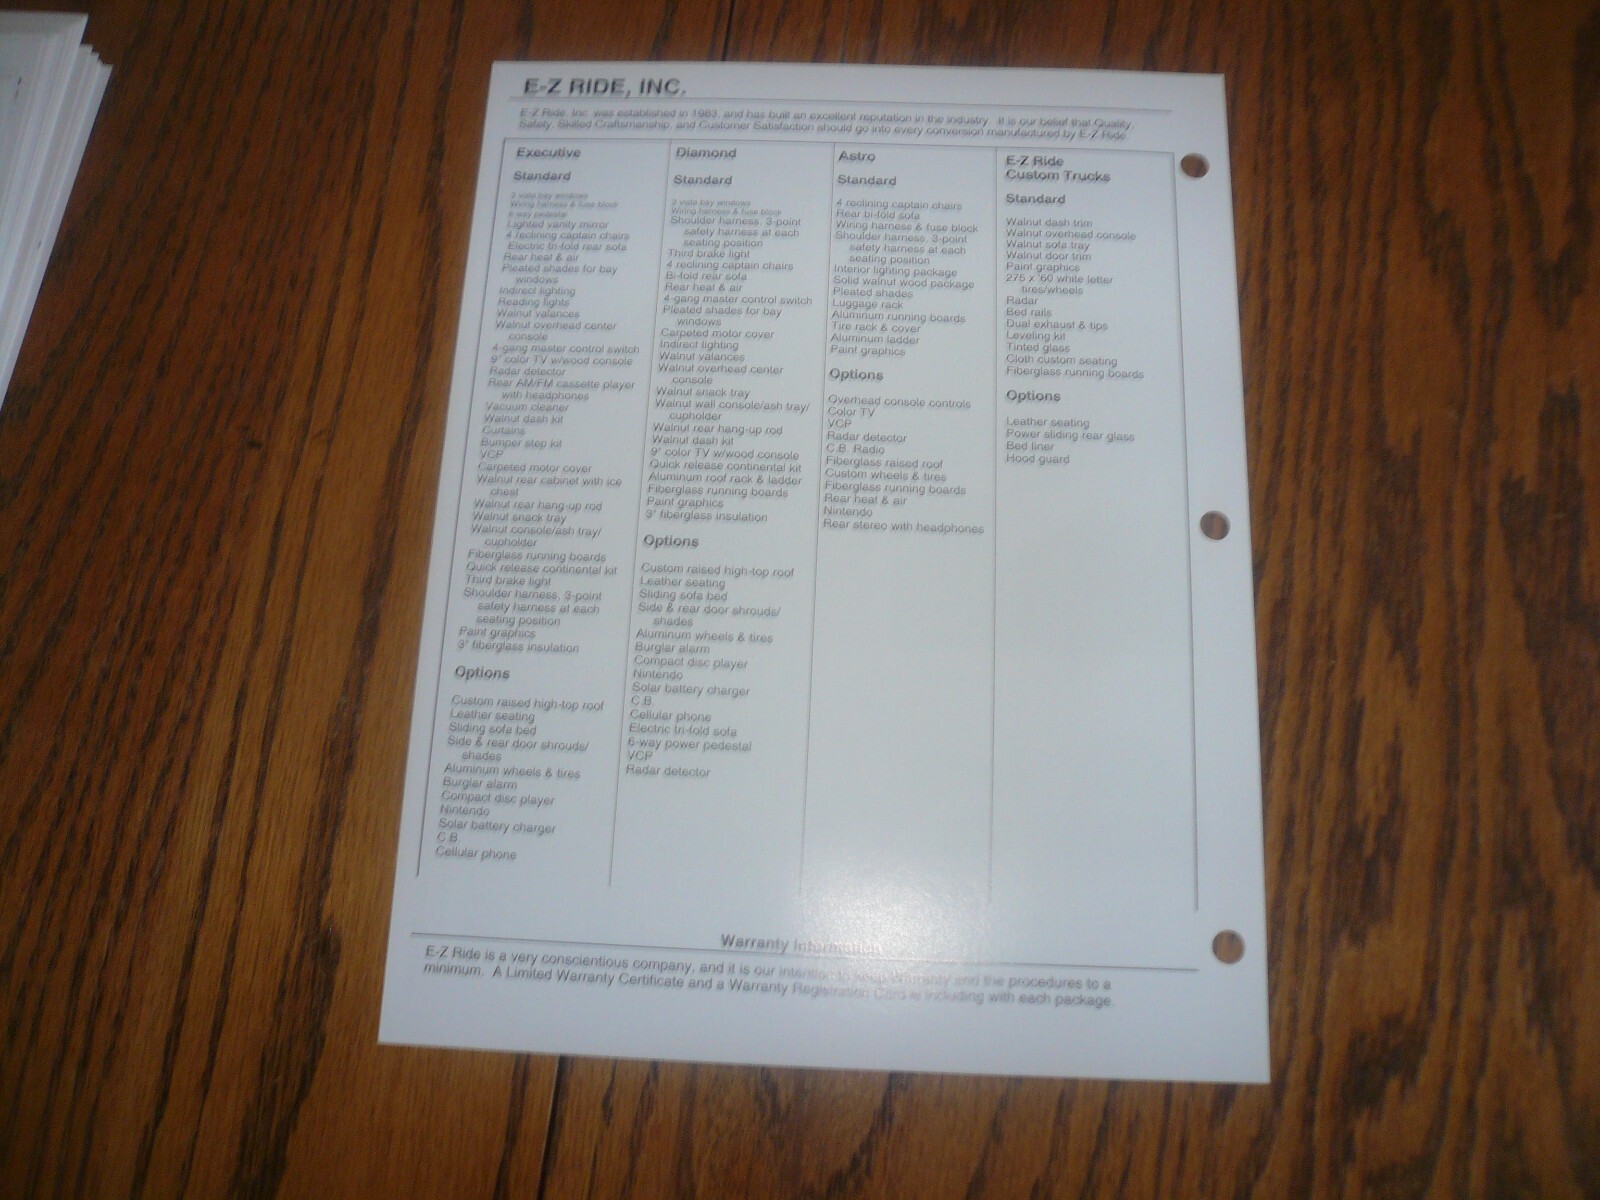 E-Z RIDE, INC.
E-Z Ride, Inc. was established in 1983, and has built an excellent reputation in the industry. It is our belief that Quality,
Safety, Skilled Craftsmanship, and Customer Satisfaction should go into every conversion manufactured by E-Z Ride.
Executive
Standard
2 vista bay windows
Wiring harness & fuse block
6-way pedestal
Lighted vanity mirror
4 reclining captain chairs
Electric tri-fold rear sofa
Rear heat & air
Pleated shades for bay
windows
Indirect lighting
Reading lights
Walnut valances
Walnut overhead center
console
4-gang master control switch
9" color TV w/wood console
Radar detector
Rear AM/FM cassette player
with headphones
Vacuum cleaner
Walnut dash kit
Curtains
Bumper step kit
VCP
Carpeted motor cover
Walnut rear cabinet with ice
chest
Walnut rear hang-up rod
Walnut snack tray
Walnut console/ash tray/
cupholder
Fiberglass running boards
Quick release continental kit
Third brake light
Shoulder harness, 3-point
safety harness at each
seating position
Paint graphics
3" fiberglass insulation
Options
Custom raised high-top roof
Leather seating
Sliding sofa bed
Side & rear door shrouds/
shades
Aluminum wheels & tires
Burglar alarm
Compact disc player
Nintendo
Solar battery charger
C.B.
Cellular phone
Diamond
Standard
2 vista bay windows
Wiring harness & fuse block
Shoulder harness, 3-point
safety harness at each
seating position
Third brake light
4 reclining captain chairs
Bi-fold rear sofa
Rear heat & air
4-gang master control switch
Pleated shades for bay
windows
Carpeted motor cover
Indirect lighting
Walnut valances
Walnut overhead center
console
Walnut snack tray
Walnut wall console/ash tray/
cupholder
Walnut rear hang-up rod
Walnut dash kit
9" color TV w/wood console
Quick release continental kit
Aluminum roof rack & ladder
Fiberglass running boards
Paint graphics
3" fiberglass insulation
Options
Custom raised high-top roof
Leather seating
Sliding sofa bed
Side & rear door shrouds/
shades
Aluminum wheels & tires
Burglar alarm
Compact disc player
Nintendo
Solar battery charger
C.B.
Cellular phone
Electric tri-fold sofa
6-way power pedestal
VCP
Radar detector
Astro
Standard
4 reclining captain chairs
Rear bi-fold sofa
Wiring harness & fuse block
Shoulder harness, 3-point
safety harness at each
seating position
Interior lighting package
Solid walnut wood package
Pleated shades
Luggage rack
Aluminum running boards
Tire rack & cover
Aluminum ladder
Paint graphics
Options
Overhead console controls
Color TV
VCP
Radar detector
C.B. Radio
Fiberglass raised roof
Custom wheels & tires
Fiberglass running boards
Rear heat & air
Nintendo
Rear stereo with headphones
E-Z Ride
Custom Trucks
Standard
Walnut dash trim
Walnut overhead console
Walnut sofa tray
Walnut door trim
Paint graphics
275 x '60 white letter
tires/wheels
Radar
Bed rails
Dual exhaust & tips
Leveling kit
Tinted glass
Cloth custom seating
Fiberglass running boards
Options
Leather seating
Power sliding rear glass
Bed liner
Hood guard
Warranty Information
E-Z Ride is a very conscientious company, and it is our intention to keep warranty and the procedures to a
minimum. A Limited Warranty Certificate and a Warranty Registration Card is including with each package.